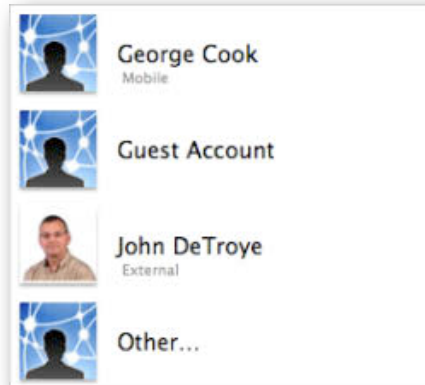 George Cook
Mobile
Guest Account
John DeTroye
External
Other...